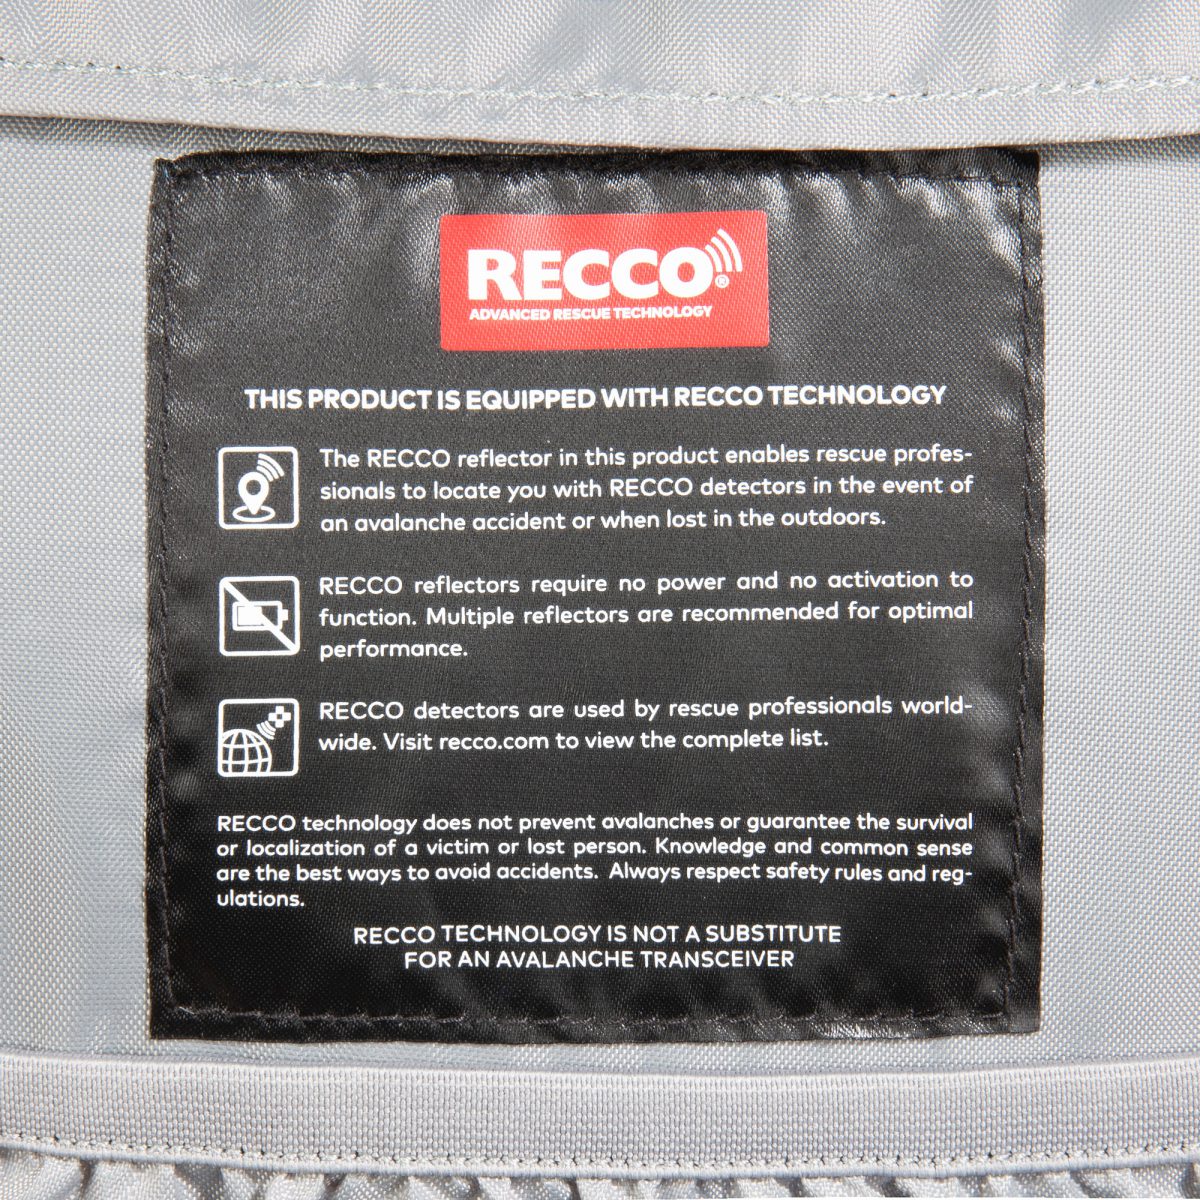 RECCO®
ADVANCED RESCUE TECHNOLOGY
THIS PRODUCT IS EQUIPPED WITH RECCO TECHNOLOGY
The RECCO reflector in this product enables rescue profes-
sionals to locate you with RECCO detectors in the event of
an avalanche accident or when lost in the outdoors.
RECCO reflectors require no power and no activation to
function. Multiple reflectors are recommended for optimal
performance.
RECCO detectors are used by rescue professionals world-
wide. Visit recco.com to view the complete list.
RECCO technology does not prevent avalanches or guarantee the survival
or localization of a victim or lost person. Knowledge and common sense
are the best ways to avoid accidents. Always respect safety rules and reg-
ulations.
RECCO TECHNOLOGY IS NOT A SUBSTITUTE
FOR AN AVALANCHE TRANSCEIVER